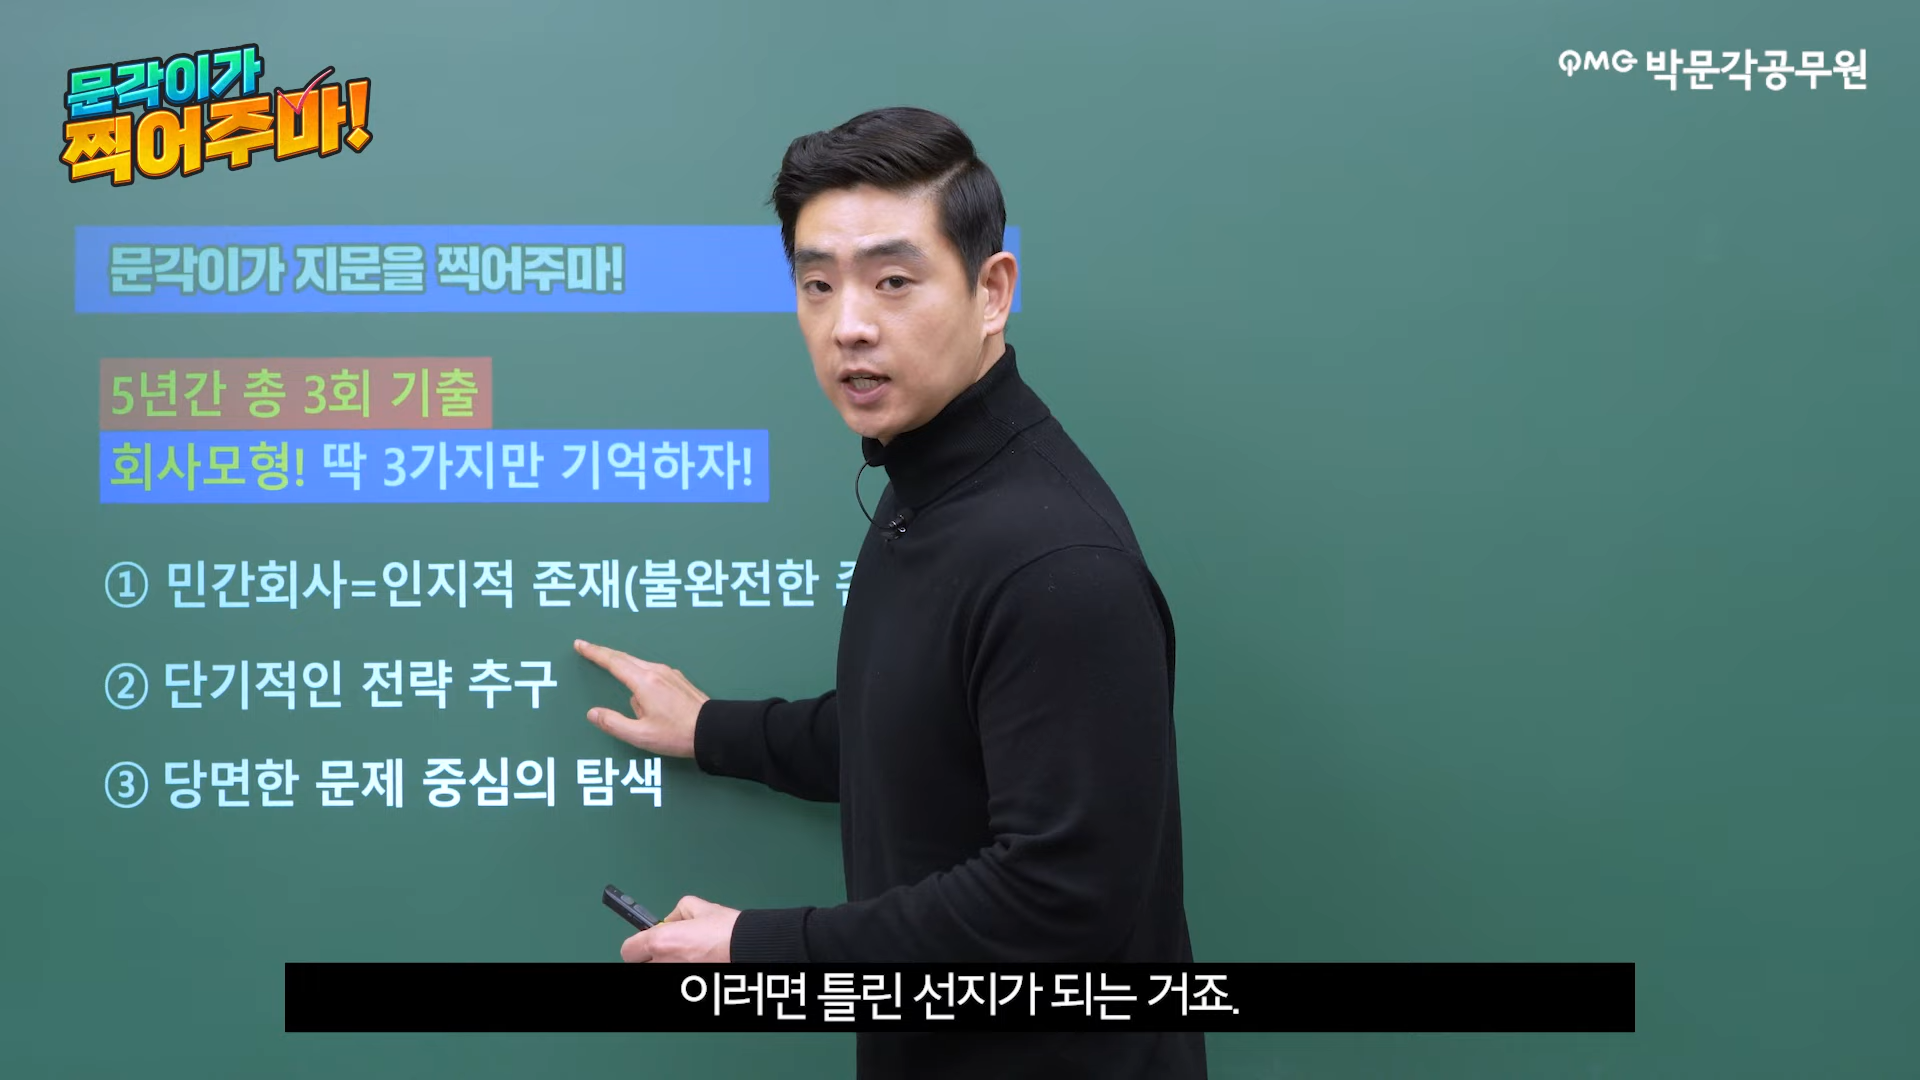 문각이가
찍어주마!
PMG 박문각공무원
문각이가 지문을 찍어주마!
5년간 총 3회 기출
회사모형! 딱 3가지만 기억하자!
① 민간회사=인지적 존재(불완전한
② 단기적인 전략 추구
③ 당면한 문제 중심의 탐색
이러면 틀린 선지가 되는 거죠.